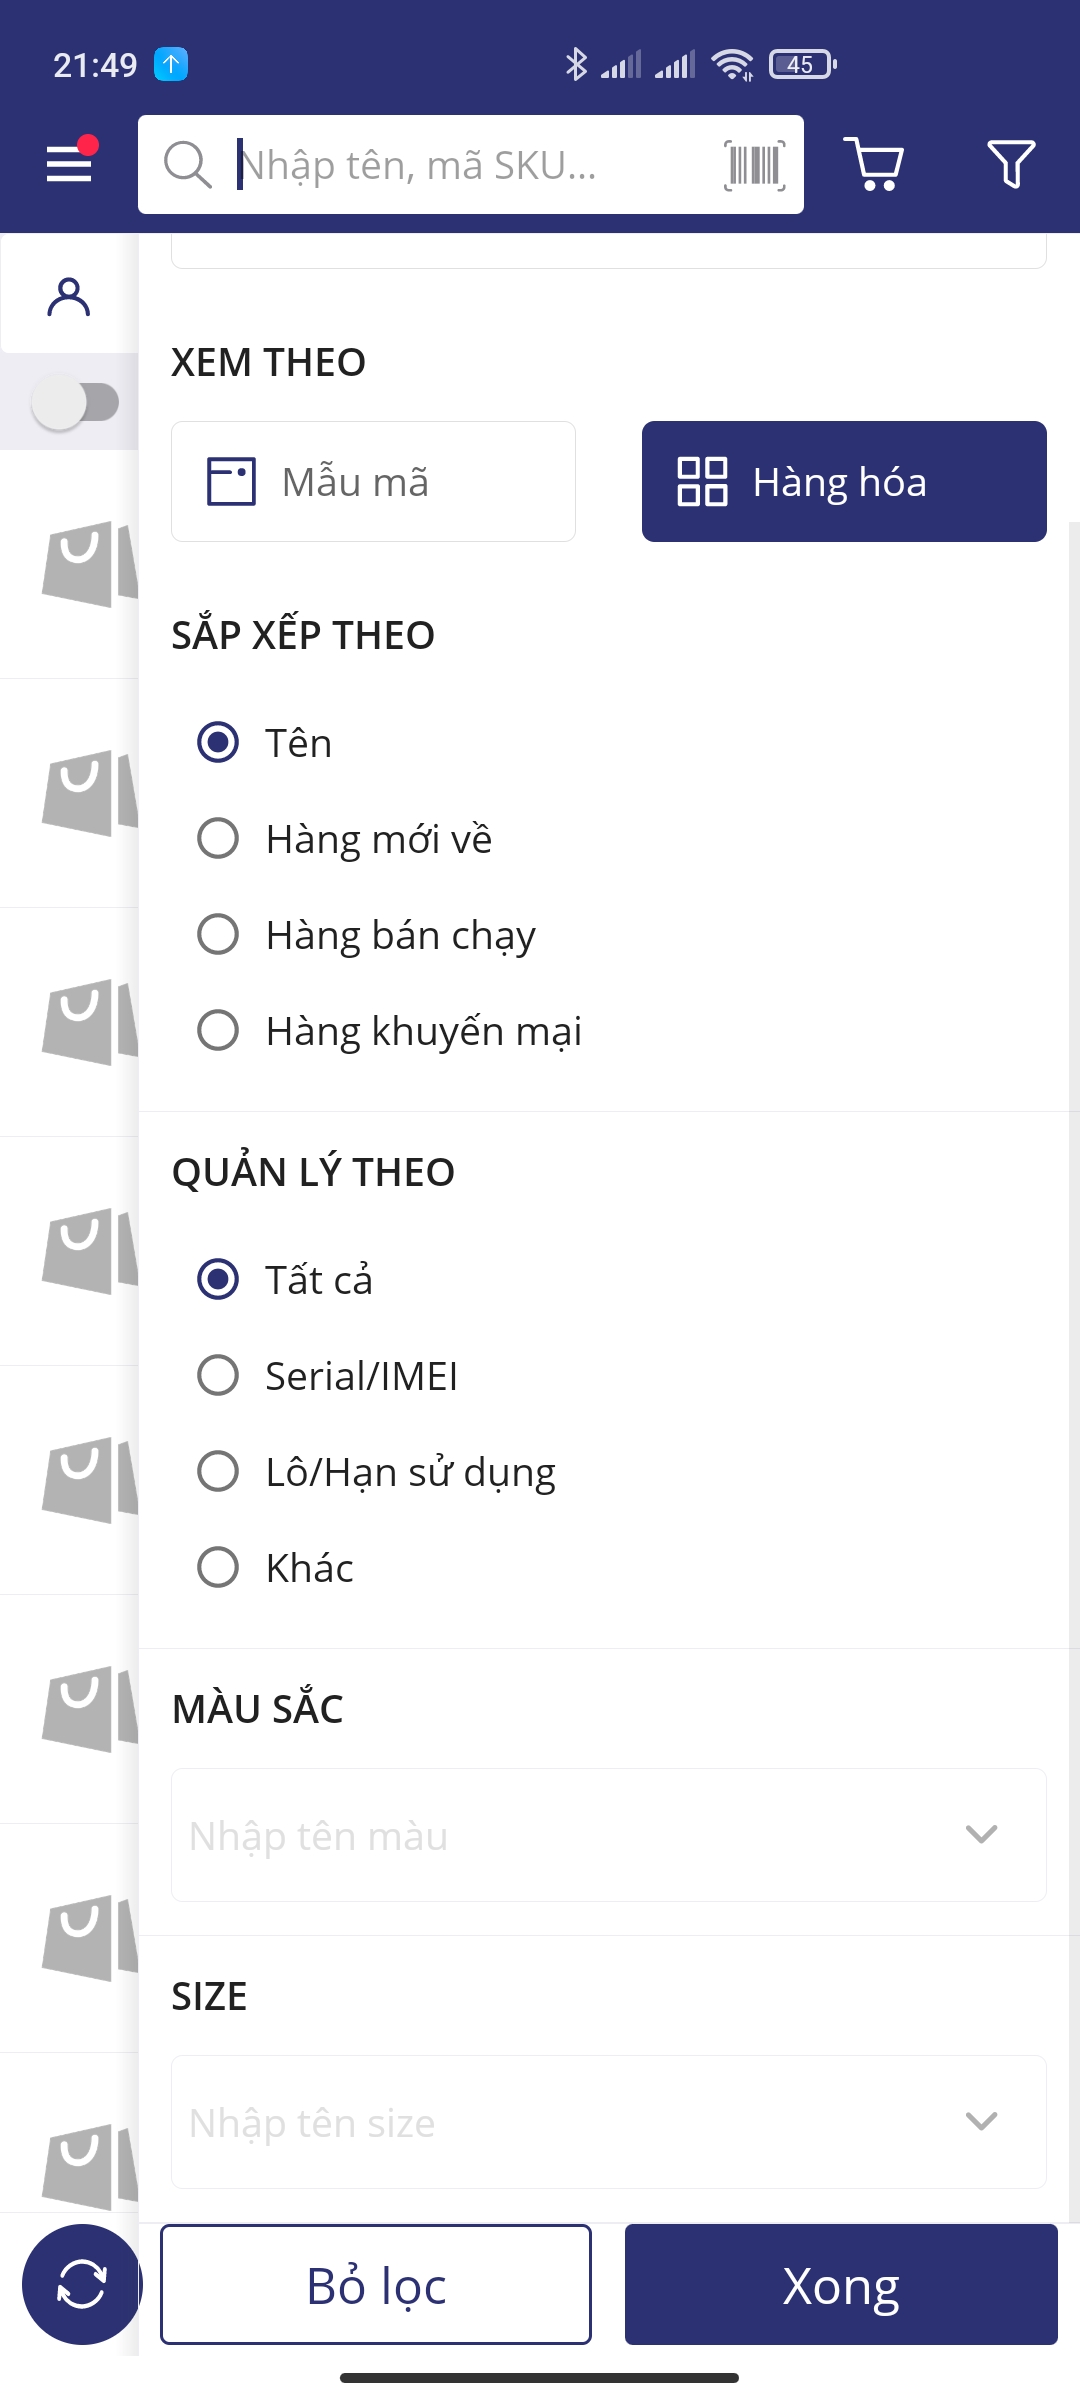 21:49
45
Nhập tên, mã SKU...
XEM THEO
Mẫu mã
Hàng hóa
SẮP XẾP THEO
Tên
Hàng mới về
Hàng bán chạy
Hàng khuyến mại
QUẢN LÝ THEO
Tất cả
Serial/IMEI
Lô/Hạn sử dụng
Khác
MÀU SẮC
Nhập tên màu
SIZE
Nhập tên size
Bỏ lọc
Xong